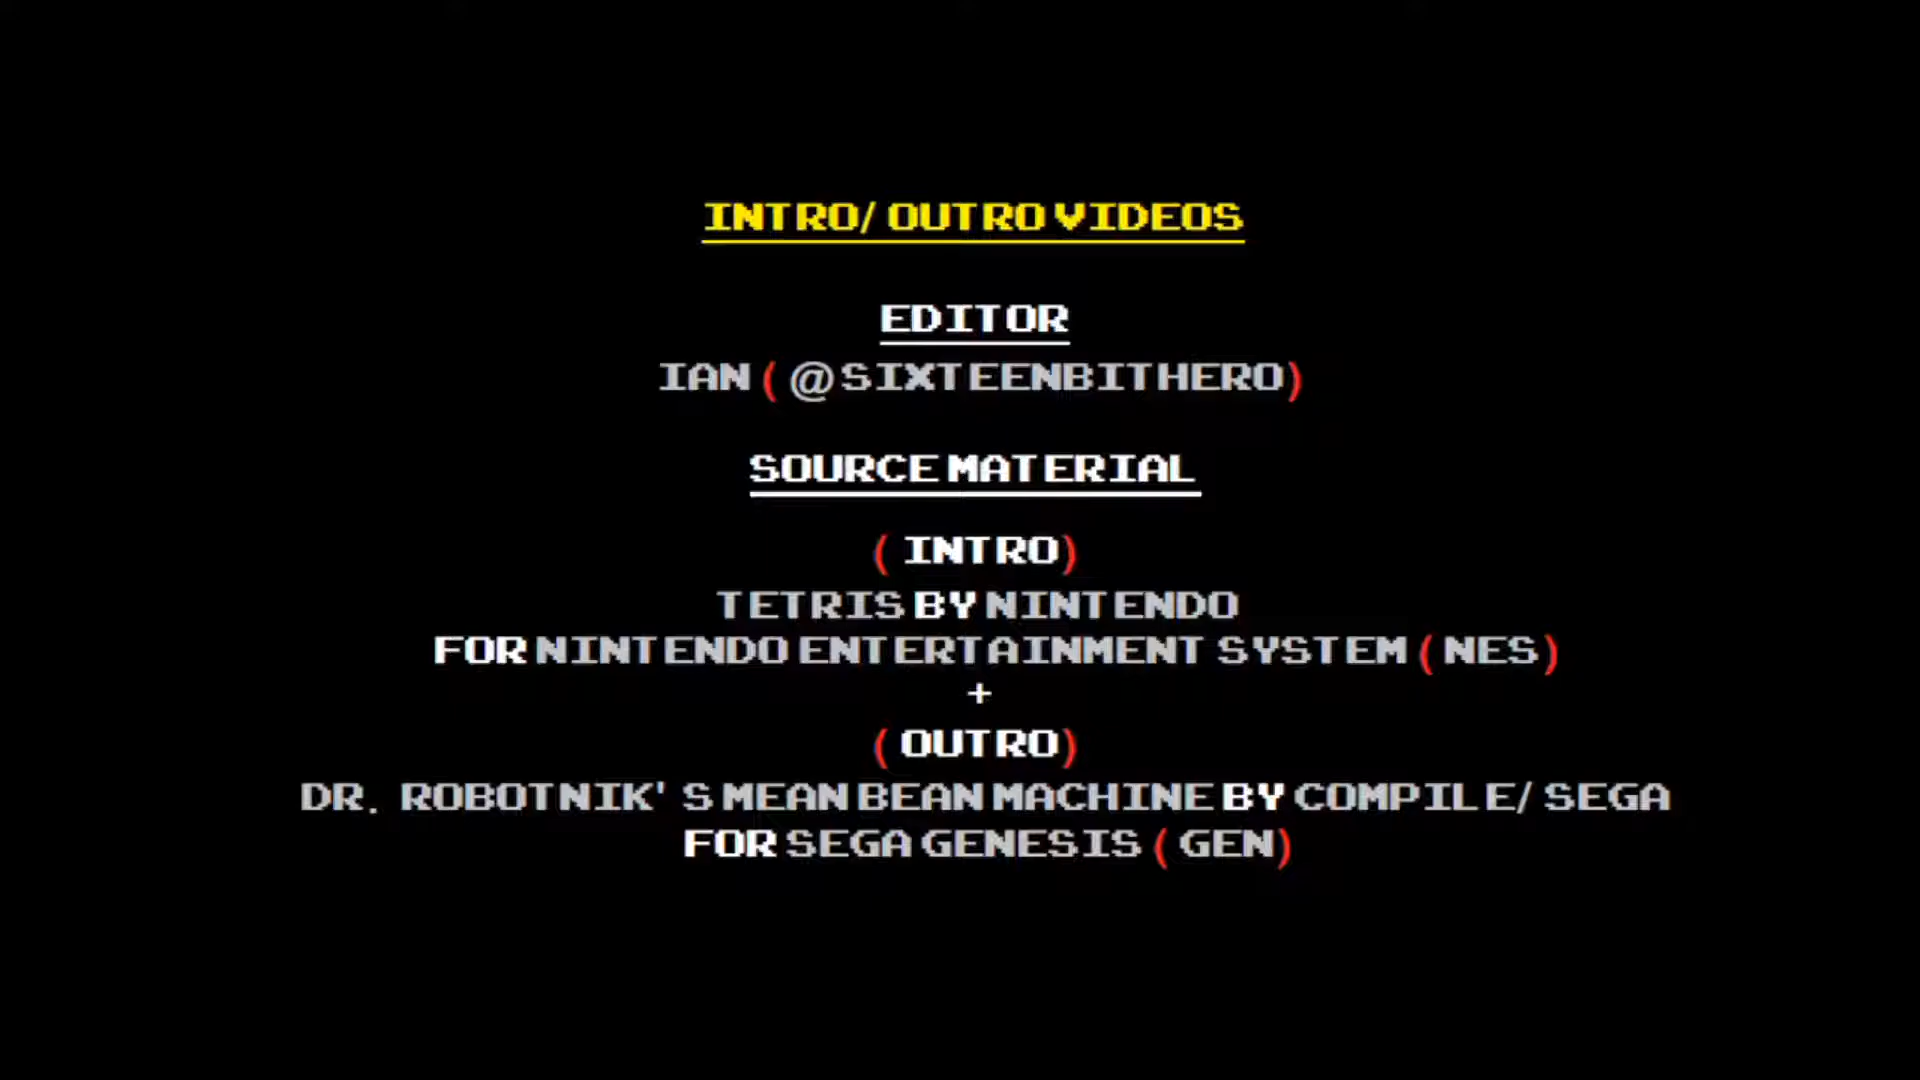 INTRO/OUTRO VIDEOS
EDITOR
IAN (@SIXTEENBITHERO)
SOURCE MATERIAL
(INTRO)
TETRIS BY NINTENDO
FOR NINTENDO ENTERTAINMENT SYSTEM (NES)
+
(OUTRO)
DR. ROBOTNIK'S MEAN BEAN MACHINE BY COMPILE/SEGA
FOR SEGA GENESIS (GEN)